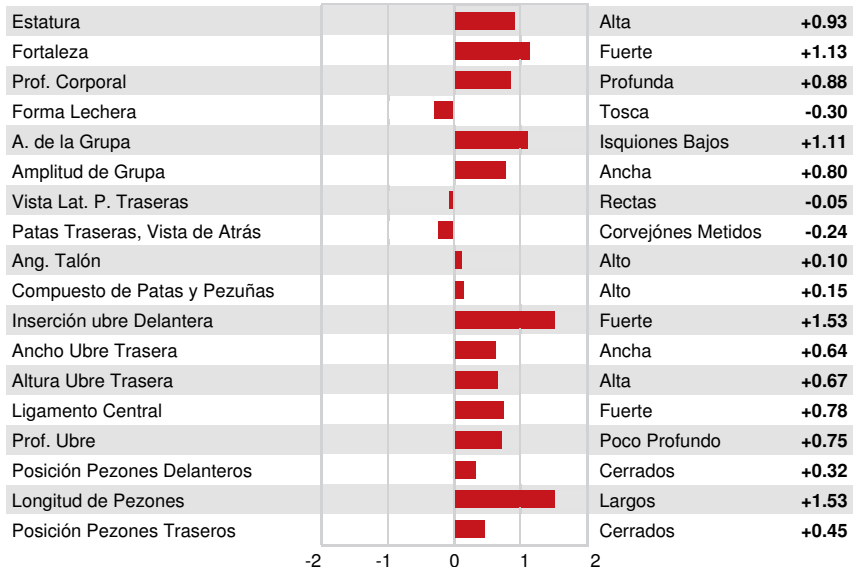 Estatura Alta +0.93
Fortaleza Fuerte +1.13
Prof. Corporal Profunda +0.88
Forma Lechera Tosca -0.30
A. de la Grupa Isquiones Bajos +1.11
Amplitud de Grupa Ancha +0.80
Vista Lat. P. Traseras Rectas -0.05
Patas Traseras, Vista de Atrás Corvejónes Metidos -0.24
Ang. Talón Alto +0.10
Compuesto de Patas y Pezuñas Alto +0.15
Inserción ubre Delantera Fuerte +1.53
Ancho Ubre Trasera Ancha +0.64
Altura Ubre Trasera Alta +0.67
Ligamento Central Fuerte +0.78
Prof. Ubre Poco Profundo +0.75
Posición Pezones Delanteros Cerrados +0.32
Longitud de Pezones Largos +1.53
Posición Pezones Traseros Cerrados +0.45
-2 -1 0 1 2